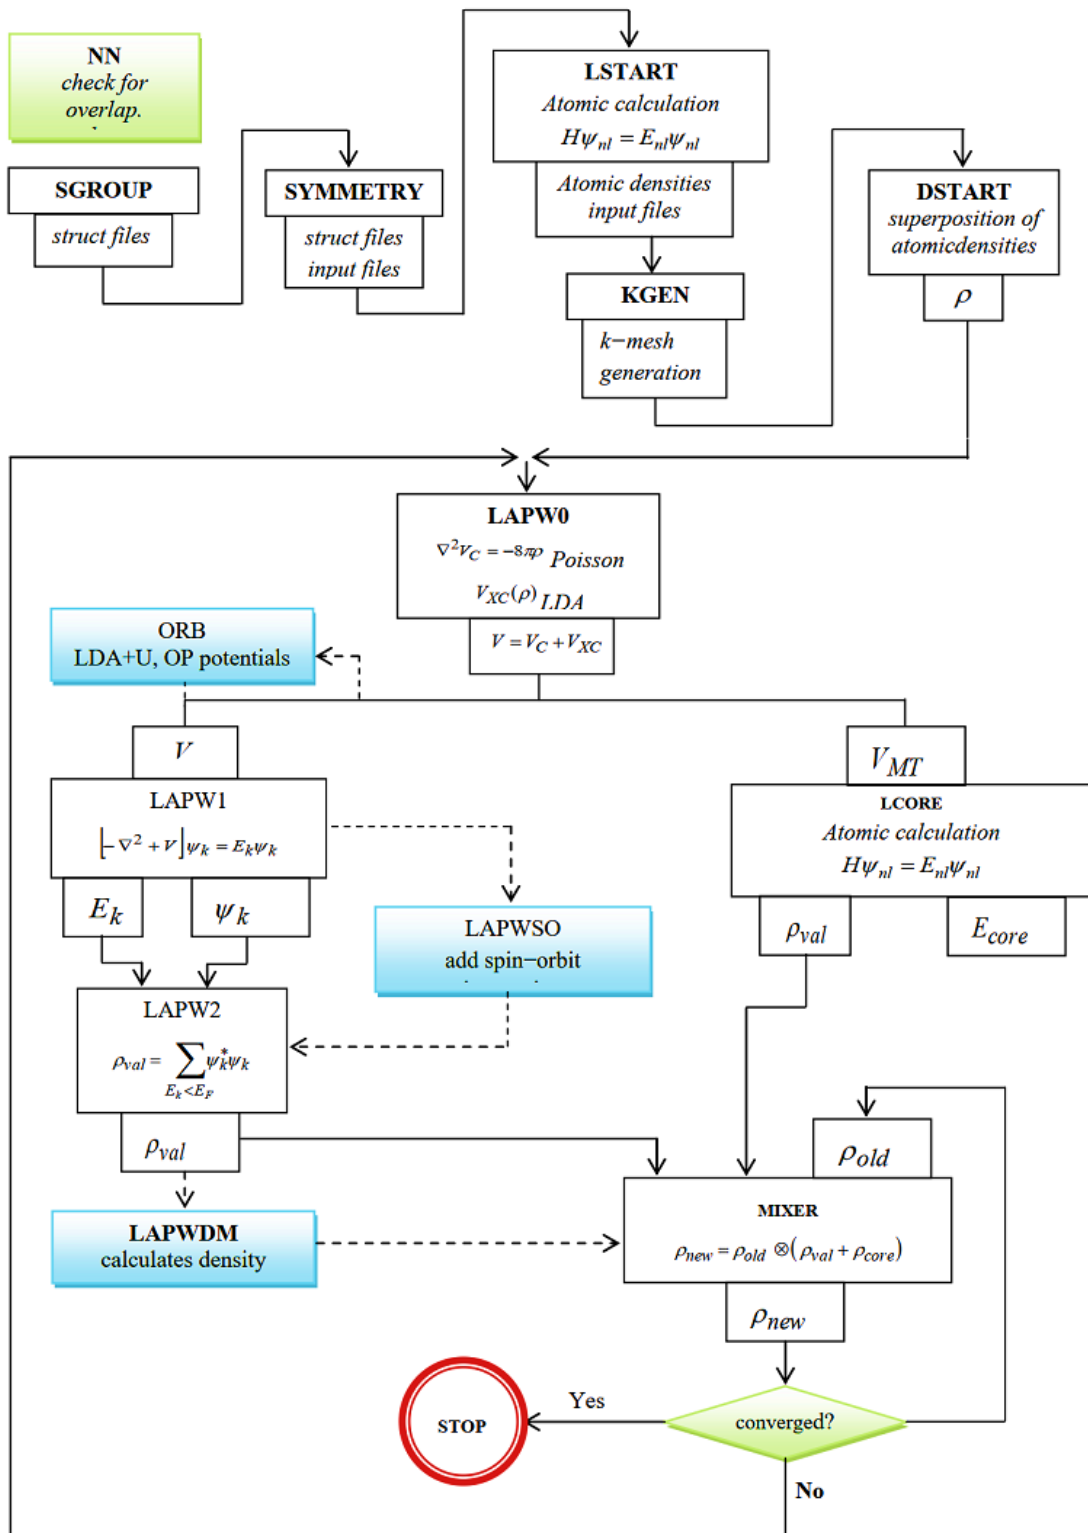 NN
check for
overlap.
SGROUP
struct files
SYMMETRY
struct files
input files
LSTART
Atomic calculation
Hψnl = Enlψnl
Atomic densities
input files
KGEN
k−mesh
generation
DSTART
superposition of
atomicdensities
ρ
LAPW0
∇²VC = −8πρ Poisson
VXC(ρ) LDA
V = VC + VXC
ORB
LDA+U, OP potentials
V
LAPW1
⌊−∇² + V⌋ψk = Ekψk
Ek
ψk
VMT
LCORE
Atomic calculation
Hψnl = Enlψnl
ρval
Ecore
LAPWSO
add spin−orbit
LAPW2
ρval = ∑ψk*ψk
Ek<EF
ρval
LAPWDM
calculates density
ρold
MIXER
ρnew = ρold ⊗(ρval + ρcore)
ρnew
converged?
Yes
STOP
No